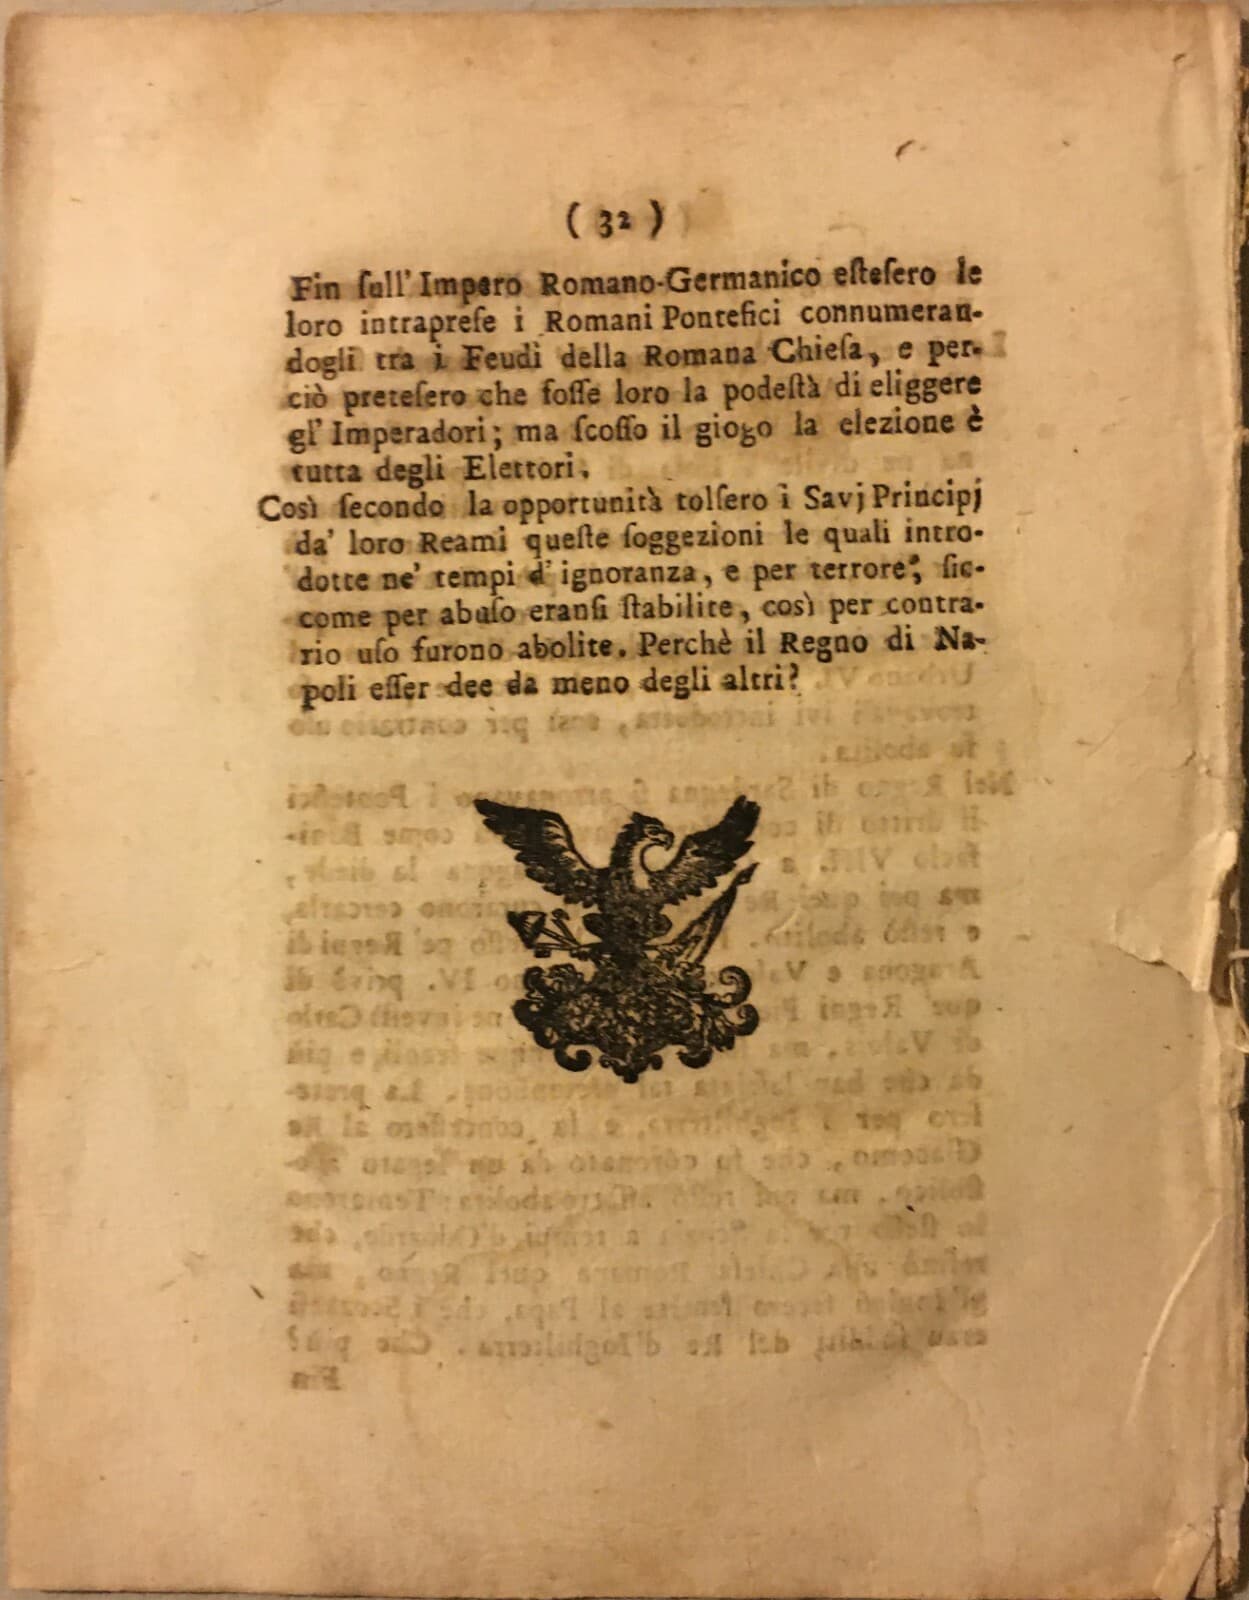 ( 32 )
Fin ſull' Impero Romano-Germanico eſteſero le
loro intrapreſe i Romani Pontefici connumeran-
dogli tra i Feudi della Romana Chieſa, e per-
ciò preteſero che foſſe loro la podeſtà di eliggere
gl' Imperadori; ma ſcoſſo il giogo la elezione è
tutta degli Elettori.
Così ſecondo la opportunità tolſero i Savj Principj
da' loro Reami queſte ſoggezioni le quali intro-
dotte ne' tempi d' ignoranza, e per terrore, ſic-
come per abuſo eranſi ſtabilite, così per contra-
rio uſo furono abolite. Perchè il Regno di Na-
poli eſſer dee da meno degli altri?